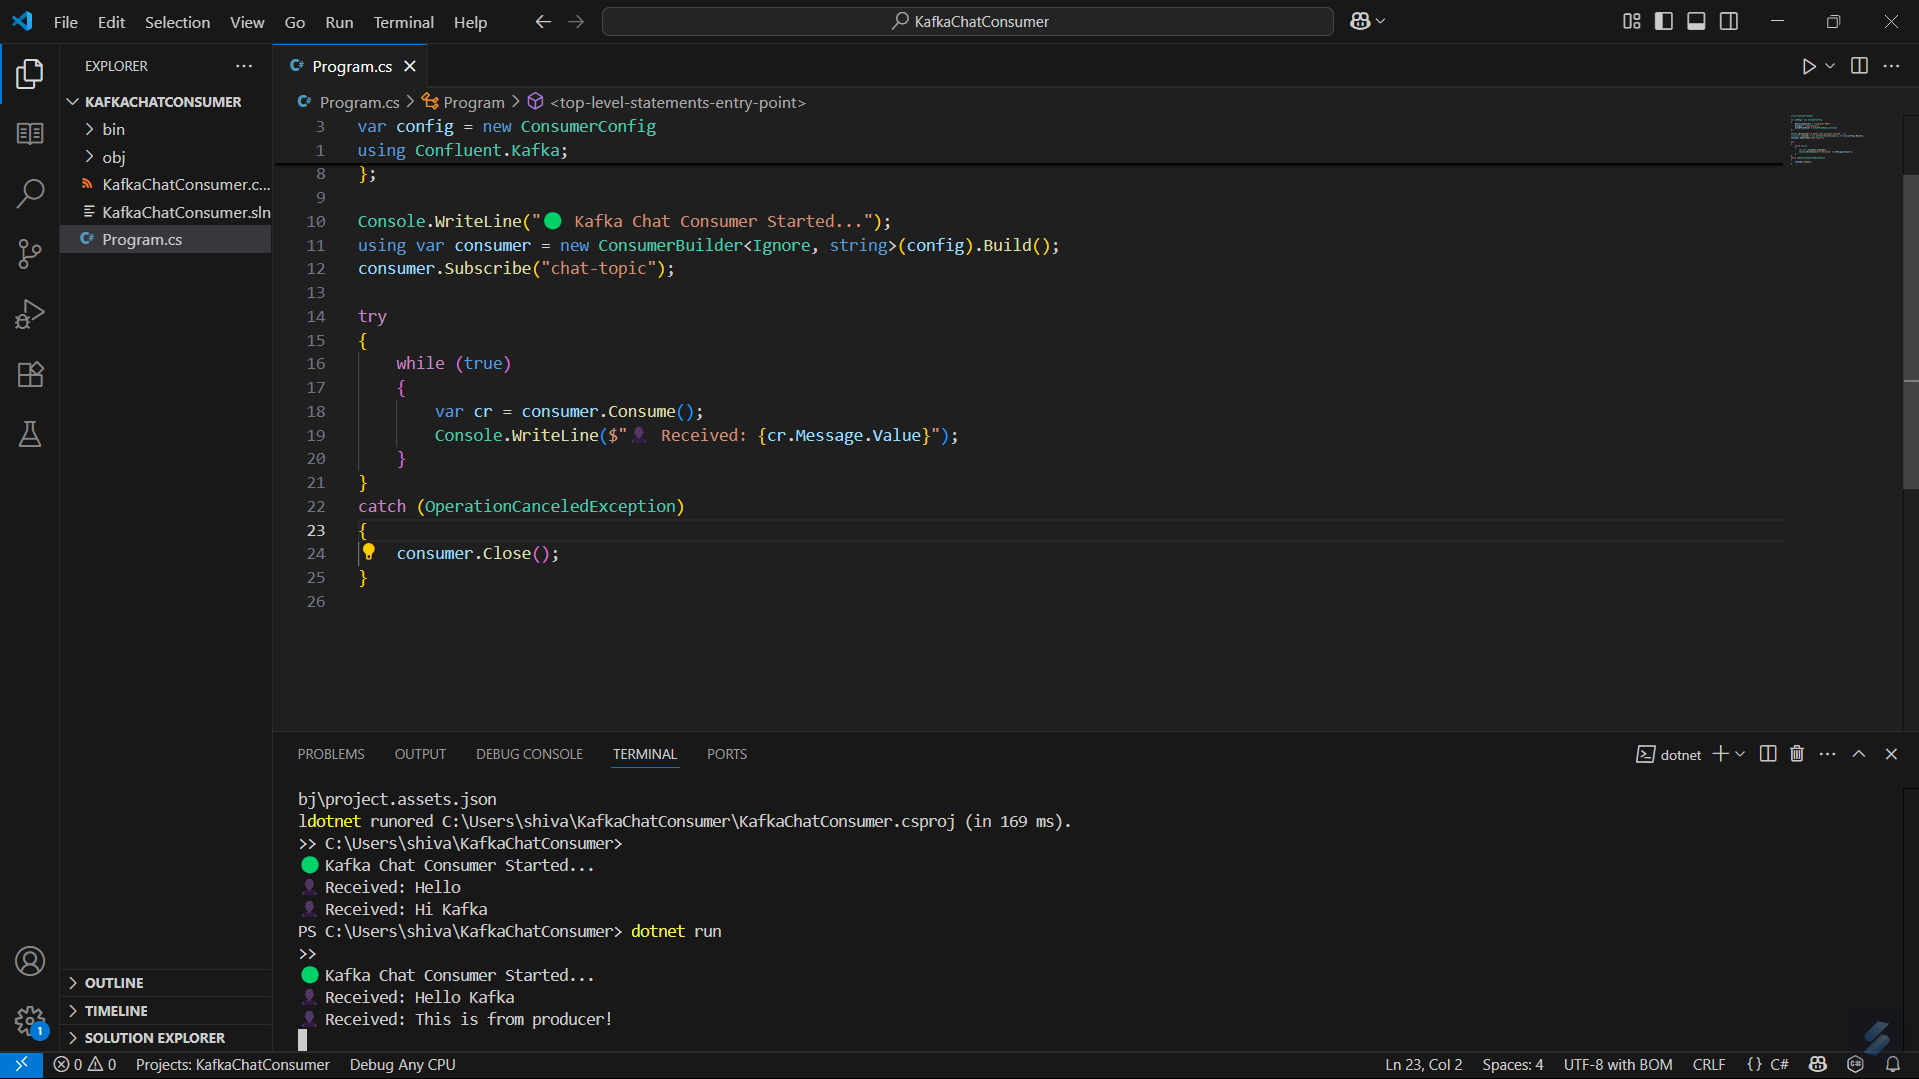 File Edit Selection View Go Run Terminal Help KafkaChatConsumer
EXPLORER
KAFKACHATCONSUMER
bin
obj
KafkaChatConsumer.c...
KafkaChatConsumer.sln
C# Program.cs
C# Program.cs
C# Program.cs > Program > <top-level-statements-entry-point>
3 var config = new ConsumerConfig
1 using Confluent.Kafka;
8 };
9
10 Console.WriteLine("🟢 Kafka Chat Consumer Started...");
11 using var consumer = new ConsumerBuilder<Ignore, string>(config).Build();
12 consumer.Subscribe("chat-topic");
13
14 try
15 {
16 while (true)
17 {
18 var cr = consumer.Consume();
19 Console.WriteLine($"👤 Received: {cr.Message.Value}");
20 }
21 }
22 catch (OperationCanceledException)
23 {
24 consumer.Close();
25 }
26
PROBLEMS OUTPUT DEBUG CONSOLE TERMINAL PORTS
dotnet
bj\project.assets.json
ldotnet runored C:\Users\shiva\KafkaChatConsumer\KafkaChatConsumer.csproj (in 169 ms).
>> C:\Users\shiva\KafkaChatConsumer>
🟢 Kafka Chat Consumer Started...
👤 Received: Hello
👤 Received: Hi Kafka
PS C:\Users\shiva\KafkaChatConsumer> dotnet run
>>
🟢 Kafka Chat Consumer Started...
👤 Received: Hello Kafka
👤 Received: This is from producer!
OUTLINE
TIMELINE
SOLUTION EXPLORER
1
0 0 Projects: KafkaChatConsumer Debug Any CPU
Ln 23, Col 2 Spaces: 4 UTF-8 with BOM CRLF {} C#